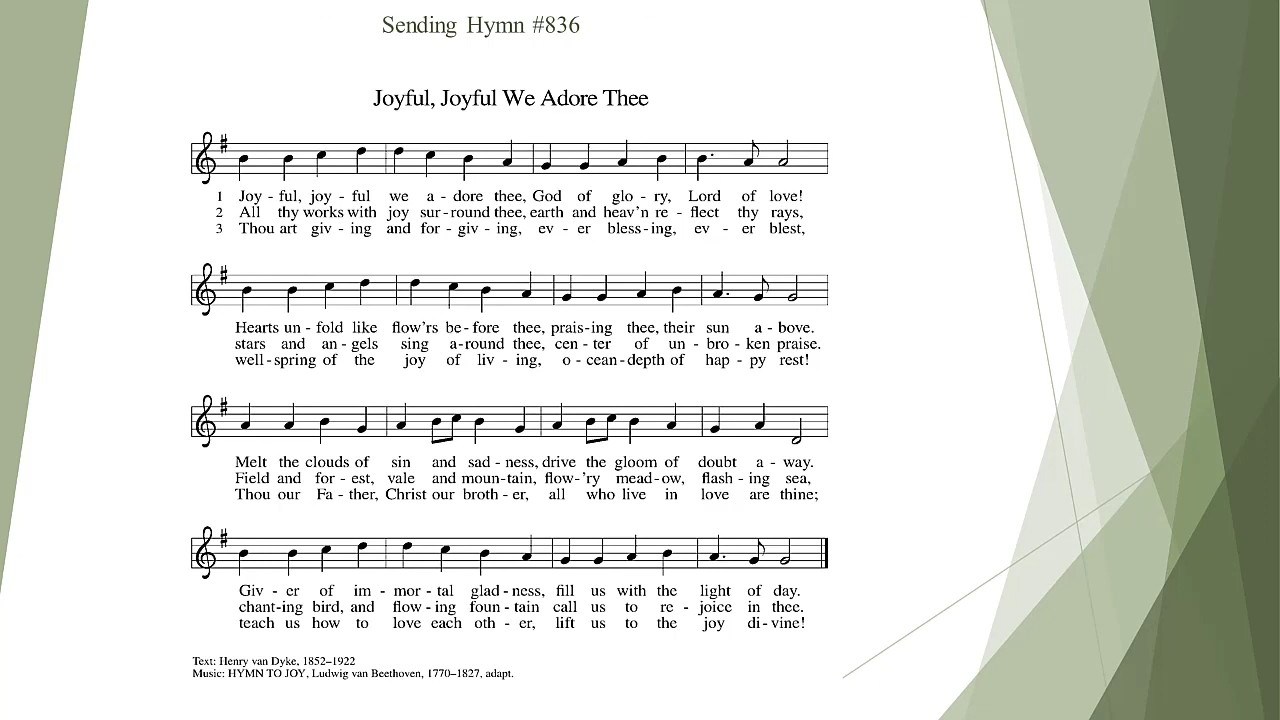 Sending Hymn #836
Joyful, Joyful We Adore Thee
1 Joy - ful, joy - ful we a - dore thee, God of glo - ry, Lord of love!
2 All thy works with joy sur - round thee, earth and heav'n re - flect thy rays,
3 Thou art giv - ing and for - giv - ing, ev - er bless - ing, ev - er blest,
Hearts un - fold like flow'rs be - fore thee, prais - ing thee, their sun a - bove.
stars and an - gels sing a - round thee, cen - ter of un - bro - ken praise.
well - spring of the joy of liv - ing, o - cean - depth of hap - py rest!
Melt the clouds of sin and sad - ness, drive the gloom of doubt a - way.
Field and for - est, vale and moun - tain, flow - 'ry mead - ow, flash - ing sea,
Thou our Fa - ther, Christ our broth - er, all who live in love are thine;
Giv - er of im - mor - tal glad - ness, fill us with the light of day.
chant - ing bird, and flow - ing foun - tain call us to re - joice in thee.
teach us how to love each oth - er, lift us to the joy di - vine!
Text: Henry van Dyke, 1852–1922
Music: HYMN TO JOY, Ludwig van Beethoven, 1770–1827, adapt.